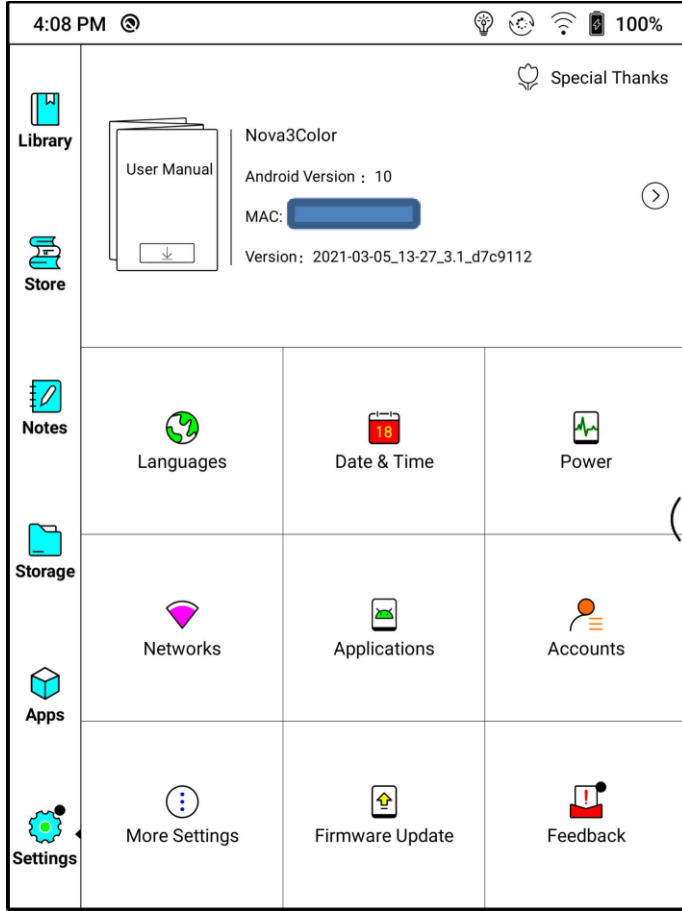 4:08 PM
100%
Special Thanks
Library
Store
Notes
Storage
Apps
Settings
User Manual
Nova3Color
Android Version：10
MAC:
Version：2021-03-05_13-27_3.1_d7c9112
Languages
18
Date & Time
Power
Networks
Applications
Accounts
More Settings
Firmware Update
Feedback